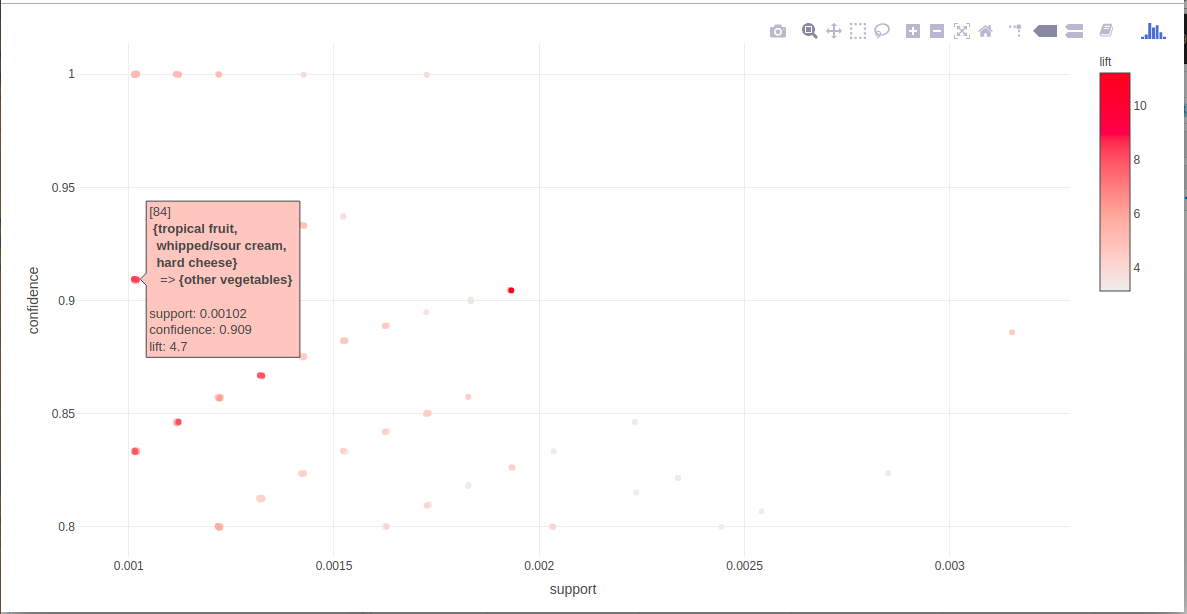 lift
1
10
0.95
8
[84]
{tropical fruit,
whipped/sour cream,
hard cheese}
=> {other vegetables}
support: 0.00102
confidence: 0.909
lift: 4.7
6
4
0.9
0.85
0.8
confidence
0.001
0.0015
0.002
0.0025
0.003
support